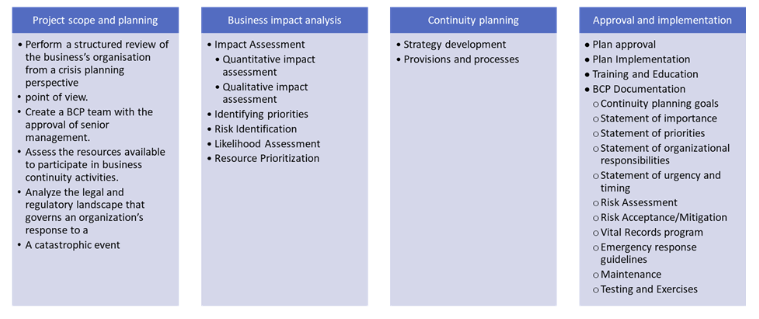 Project scope and planning
• Perform a structured review of
the business's organisation
from a crisis planning
perspective
• point of view.
• Create a BCP team with the
approval of senior
management.
• Assess the resources available
to participate in business
continuity activities.
• Analyze the legal and
regulatory landscape that
governs an organization's
response to a
• A catastrophic event
Business impact analysis
• Impact Assessment
• Quantitative impact
assessment
• Qualitative impact
assessment
• Identifying priorities
• Risk Identification
• Likelihood Assessment
• Resource Prioritization
Continuity planning
• Strategy development
• Provisions and processes
Approval and implementation
• Plan approval
• Plan Implementation
• Training and Education
• BCP Documentation
○ Continuity planning goals
○ Statement of importance
○ Statement of priorities
○ Statement of organizational
responsibilities
○ Statement of urgency and
timing
○ Risk Assessment
○ Risk Acceptance/Mitigation
○ Vital Records program
○ Emergency response
guidelines
○ Maintenance
○ Testing and Exercises